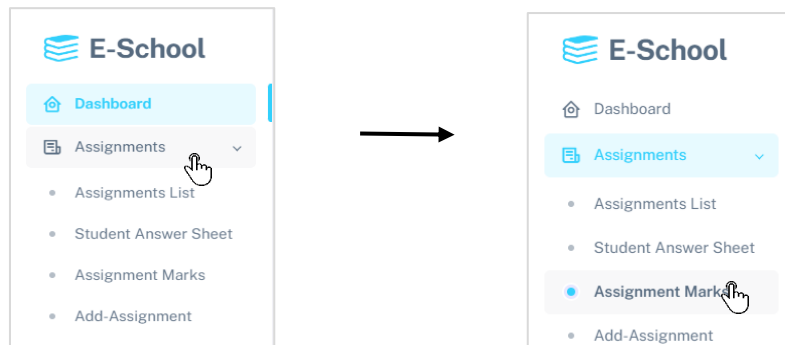 E-School
Dashboard
Assignments
Assignments List
Student Answer Sheet
Assignment Marks
Add-Assignment
E-School
Dashboard
Assignments
Assignments List
Student Answer Sheet
Assignment Marks
Add-Assignment